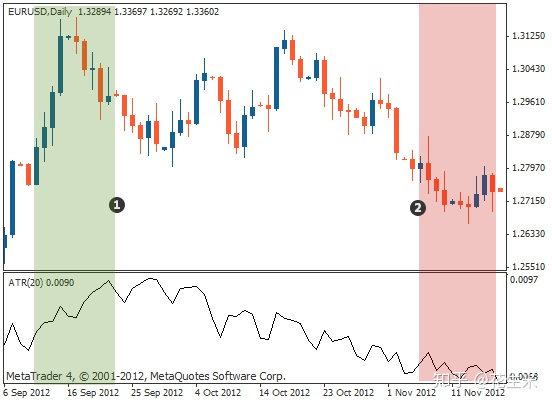 EURUSD,Daily 1.32894 1.33697 1.32692 1.33602
1.31250
1.30430
1.29610
1.28790
1.27970
1.27150
1.26330
1.25510
1
2
ATR(20) 0.0090
0.0097
0.0068
MetaTrader 4, © 2001-2012, MetaQuotes Software Corp.
6 Sep 2012
16 Sep 2012
25 Sep 2012
4 Oct 2012
14 Oct 2012
23 Oct 2012
1 Nov 2012
11 Nov 2012